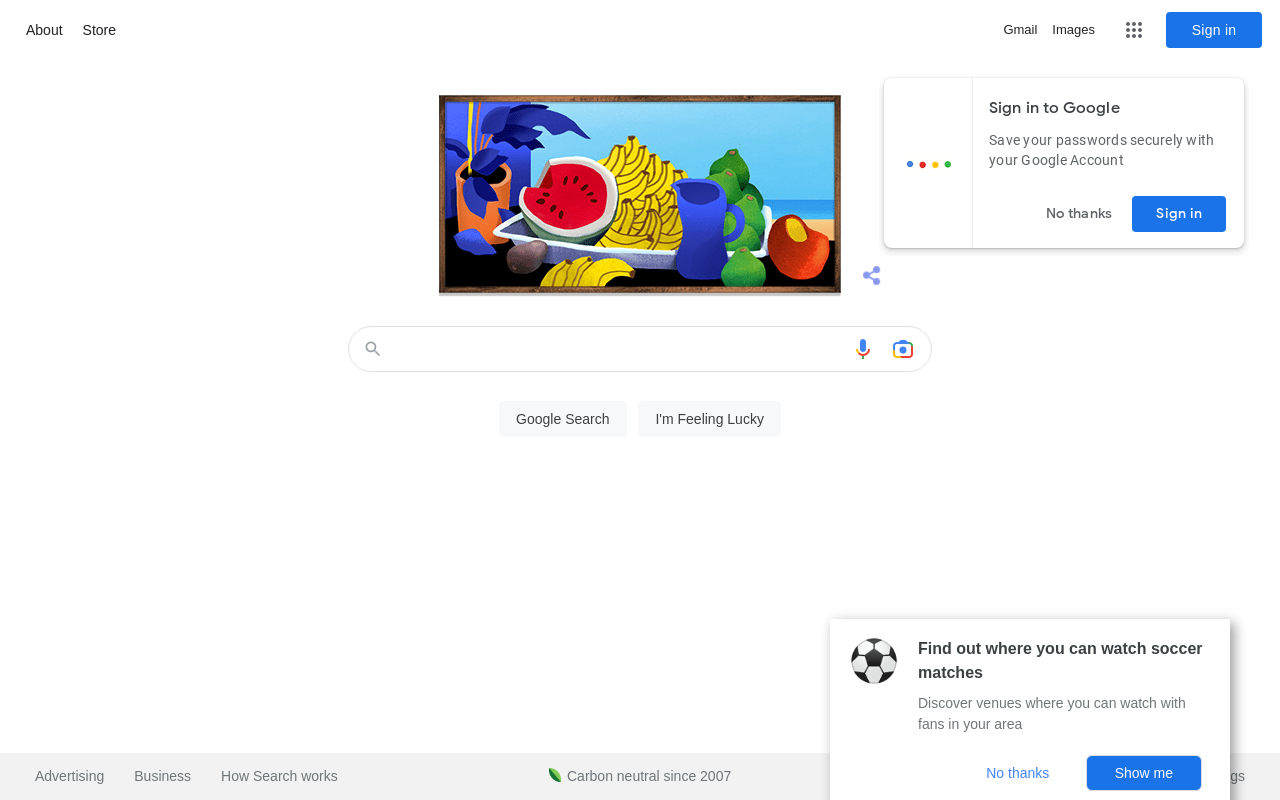 About
Store
Gmail
Images
Sign in
Sign in to Google
Save your passwords securely with
your Google Account
No thanks
Sign in
Google Search
I'm Feeling Lucky
Find out where you can watch soccer
matches
Discover venues where you can watch with
fans in your area
No thanks
Show me
Advertising
Business
How Search works
Carbon neutral since 2007
gs